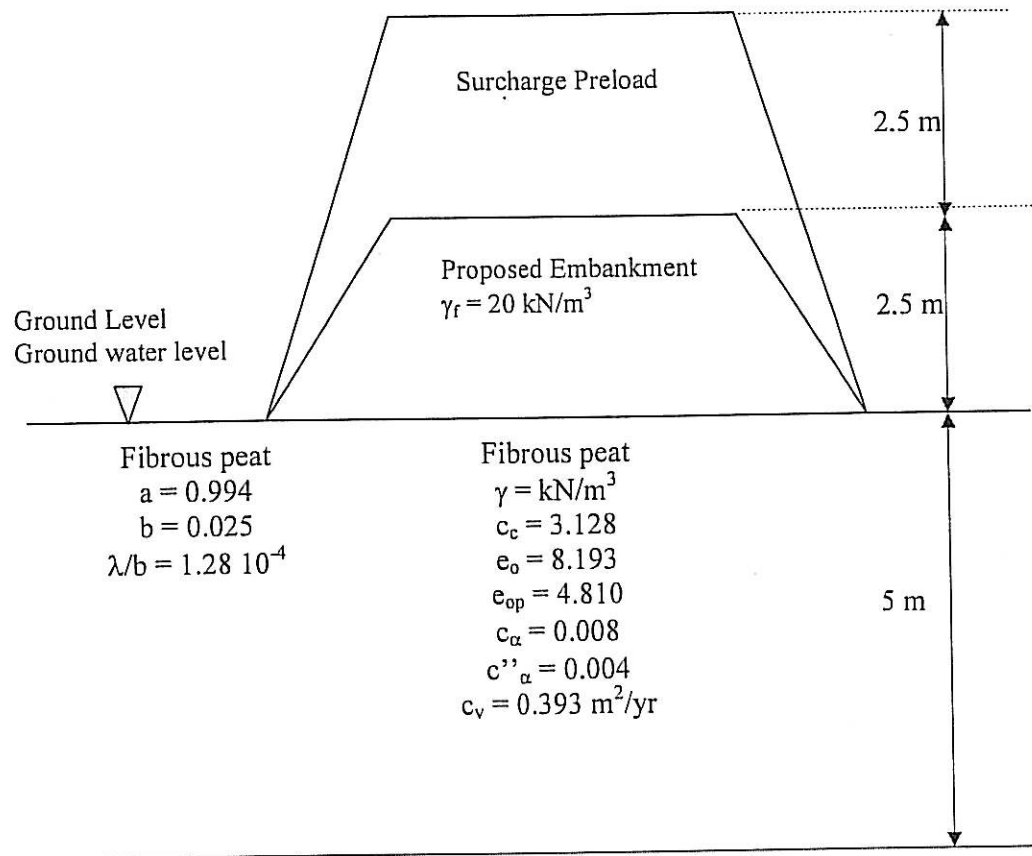 Surcharge Preload
2.5 m
Proposed Embankment
γf = 20 kN/m³
2.5 m
Ground Level
Ground water level
Fibrous peat
a = 0.994
b = 0.025
λ/b = 1.28 10⁻⁴
Fibrous peat
γ = kN/m³
cc = 3.128
eo = 8.193
eop = 4.810
cα = 0.008
c’’α = 0.004
cv = 0.393 m²/yr
5 m